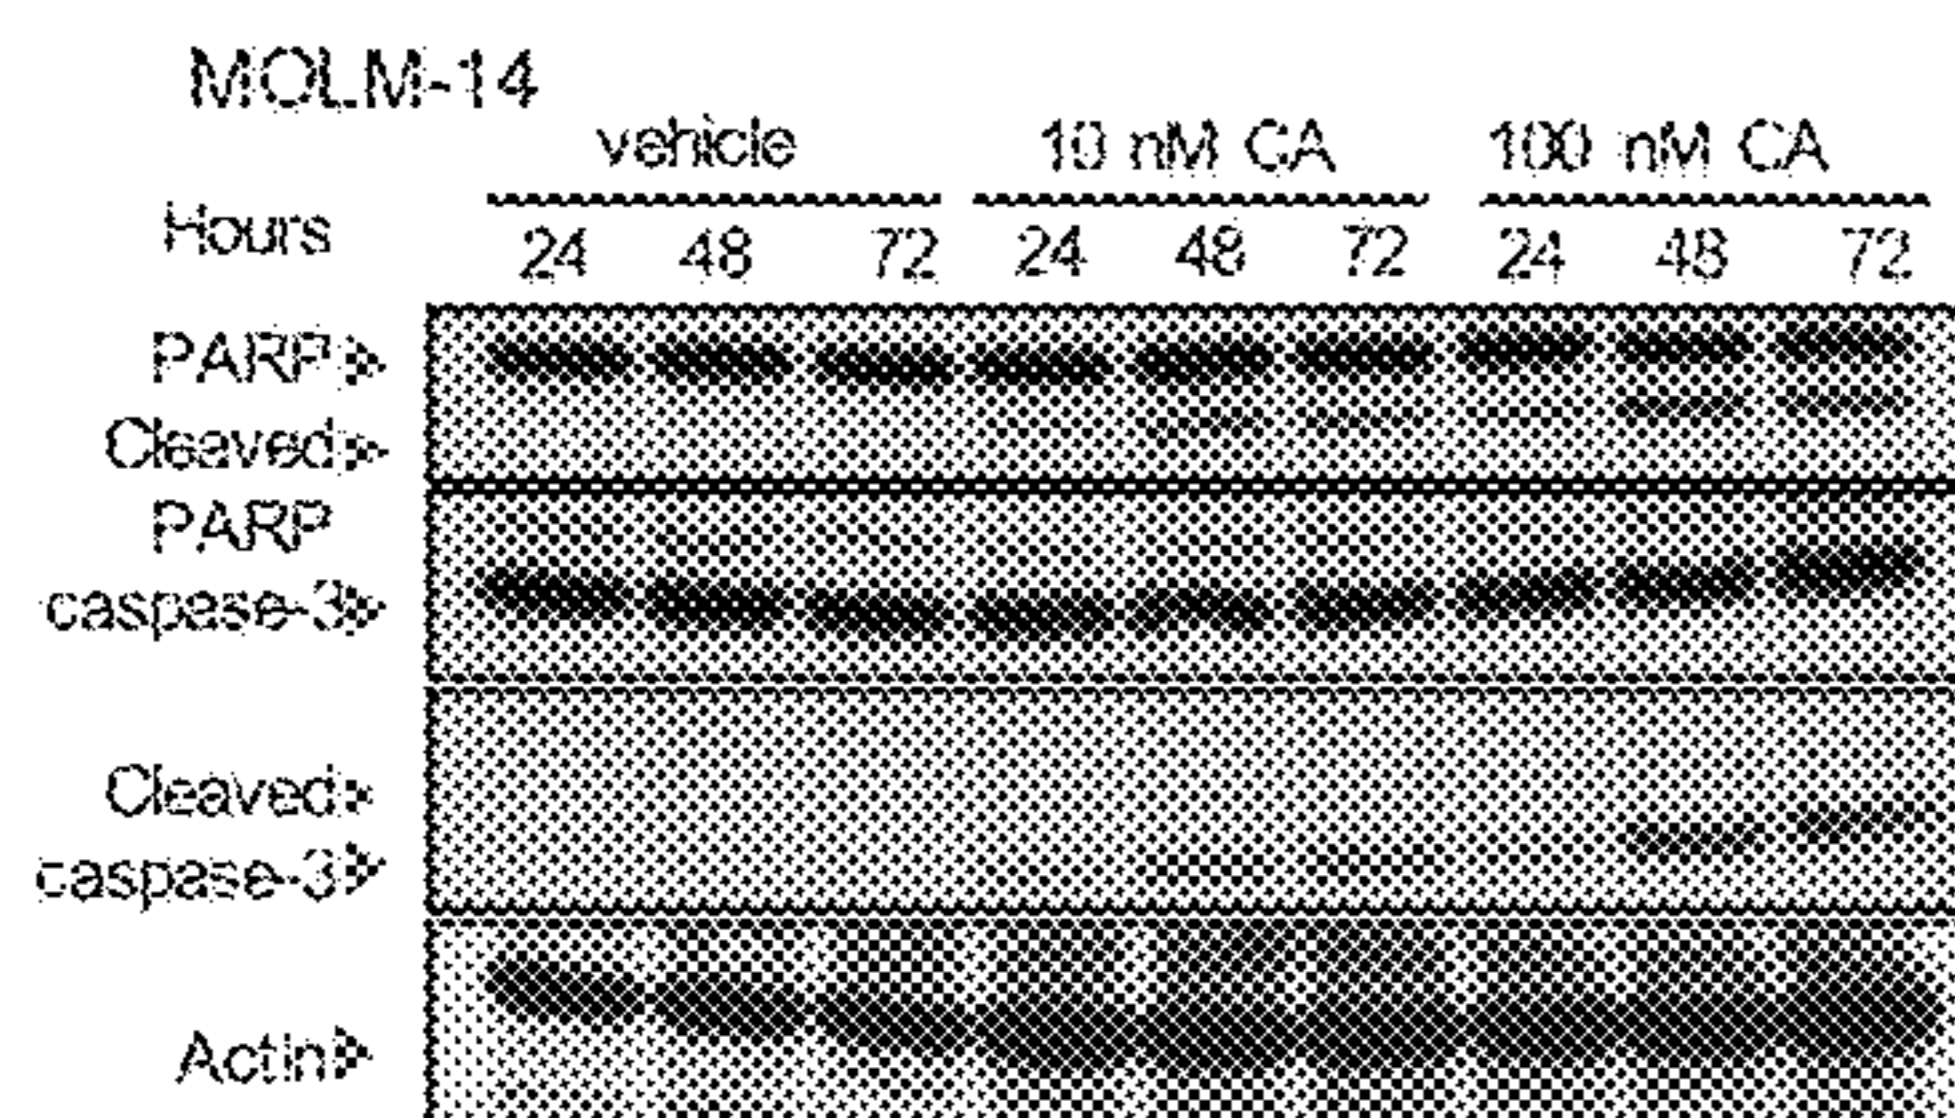 MOLM-14
vehicle 10 nM CA 100 nM CA
Hours 24 48 72 24 48 72 24 48 72
PARP
Cleaved
PARP
caspase-3
Cleaved
caspase-3
Actin